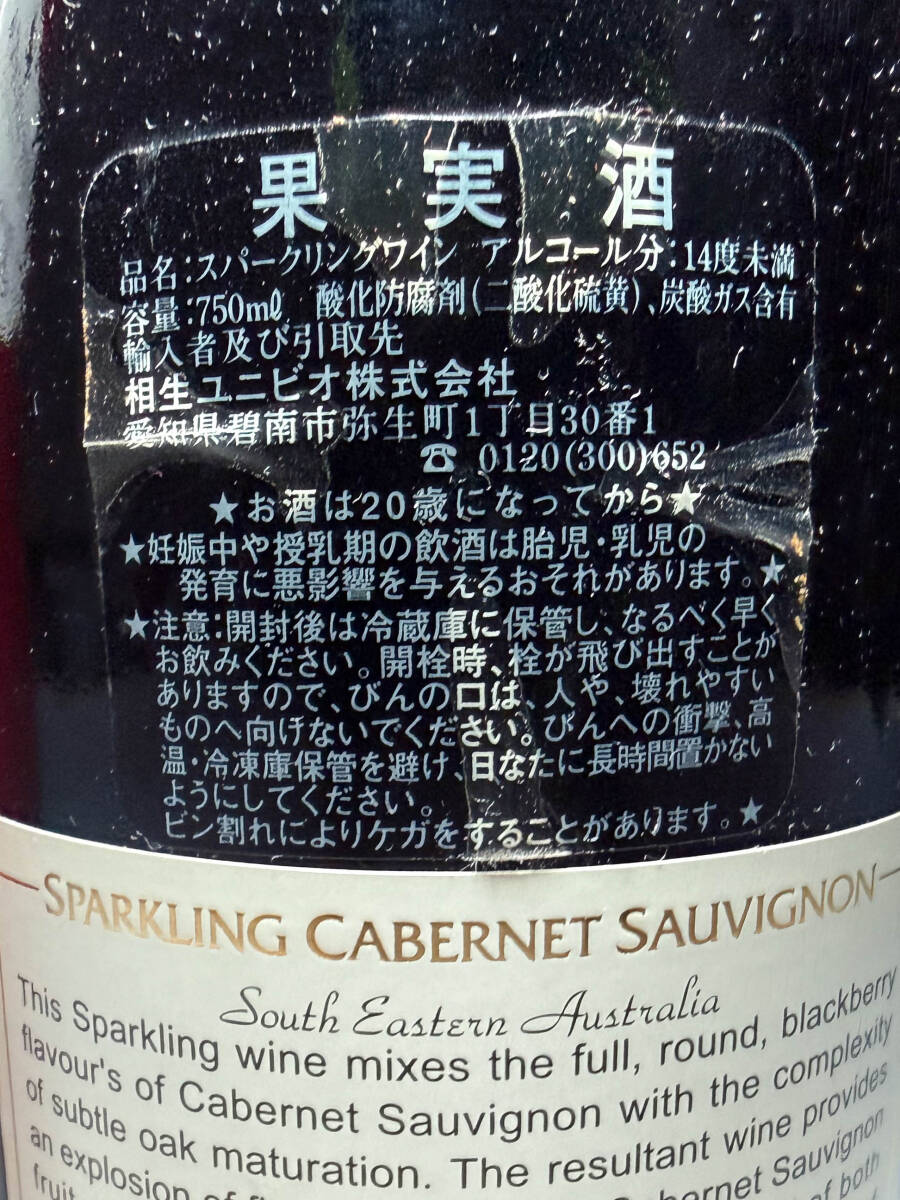 果実酒
品名:スパークリングワイン アルコール分:14度未満
容量:750mℓ 酸化防腐剤(二酸化硫黄)、炭酸ガス含有
輸入者及び引取先
相生ユニビオ株式会社
愛知県碧南市弥生町1丁目30番1
☎ 0120(300)652
★お酒は20歳になってから★
★妊娠中や授乳期の飲酒は胎児・乳児の
発育に悪影響を与えるおそれがあります。★
★注意:開封後は冷蔵庫に保管し、なるべく早く
お飲みください。開栓時、栓が飛び出すことが
ありますので、びんの口は、人や、壊れやすい
ものへ向けないでください。びんへの衝撃、高
温・冷凍庫保管を避け、日なたに長時間置かない
ようにしてください。
ビン割れによりケガをすることがあります。★
SPARKLING CABERNET SAUVIGNON
South Eastern Australia
This Sparkling wine mixes the full, round, blackberry
flavour's of Cabernet Sauvignon with the complexity
of subtle oak maturation. The resultant wine provides
an explosion of Cabernet Sauvignon
fruit of both